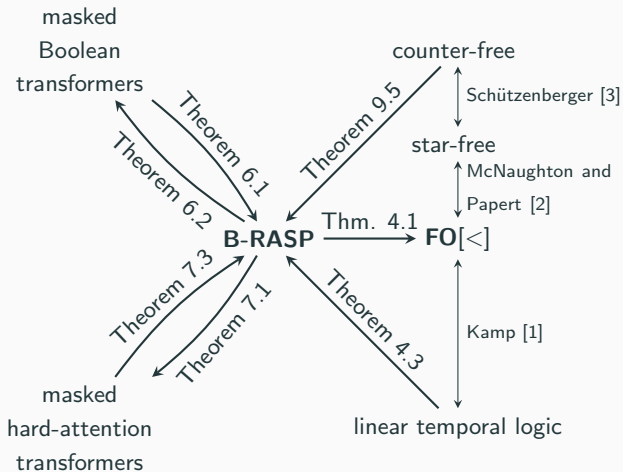 masked
Boolean
transformers
counter-free
Schützenberger [3]
star-free
McNaughton and
Papert [2]
Theorem 9.5
Theorem 6.1
Theorem 6.2
B-RASP
Thm. 4.1
FO[<]
Theorem 7.3
Theorem 7.1
Theorem 4.3
Kamp [1]
masked
hard-attention
transformers
linear temporal logic